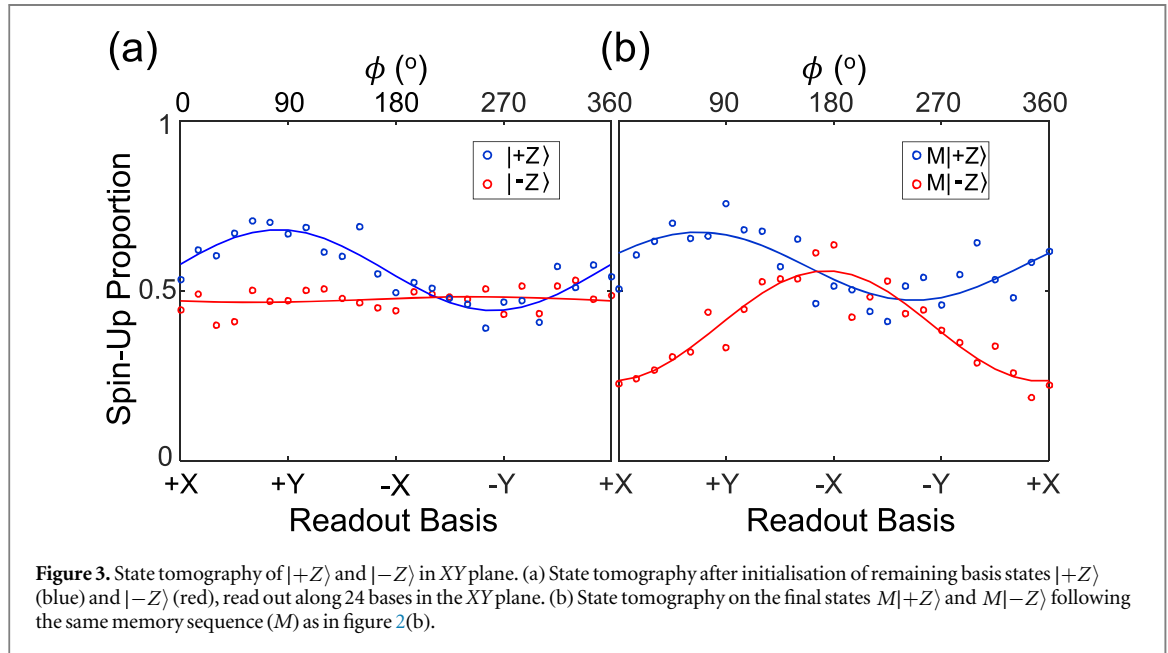 (a)
(b)
ϕ (º)
ϕ (º)
0 90 180 270 360
90 180 270 360
1
0.5
0
Spin-Up Proportion
|+Z⟩
|−Z⟩
M|+Z⟩
M|−Z⟩
+X +Y -X -Y +X
+Y -X -Y +X
Readout Basis
Readout Basis
Figure 3. State tomography of |+Z⟩ and |−Z⟩ in XY plane. (a) State tomography after initialisation of remaining basis states |+Z⟩
(blue) and |−Z⟩ (red), read out along 24 bases in the XY plane. (b) State tomography on the final states M|+Z⟩ and M|−Z⟩ following
the same memory sequence (M) as in figure 2(b).